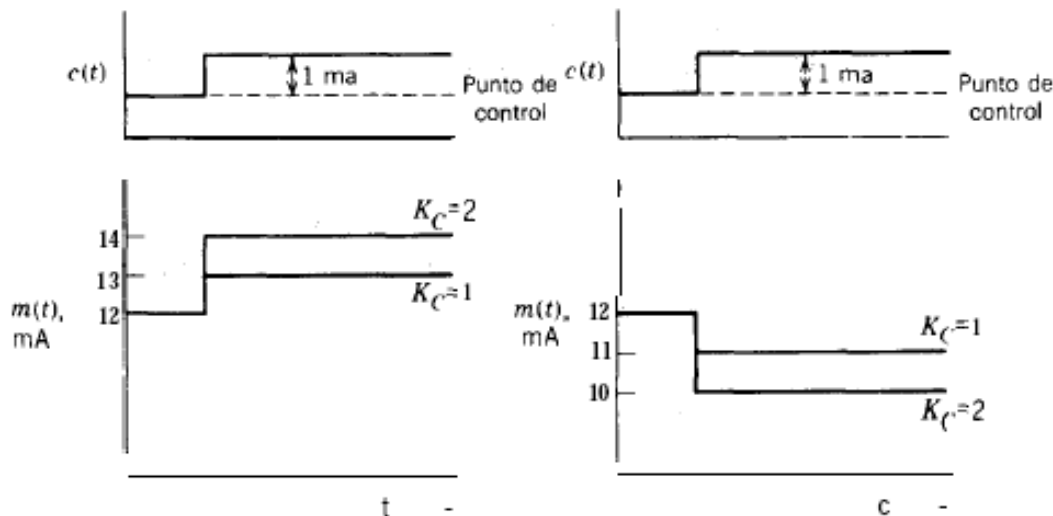 c(t)
1 ma
Punto de
control
K_C=2
14
13
K_C=1
m(t),
12
mA
t -
c(t)
1 ma
Punto de
control
m(t),
12
mA
K_C=1
11
10
K_C=2
c -